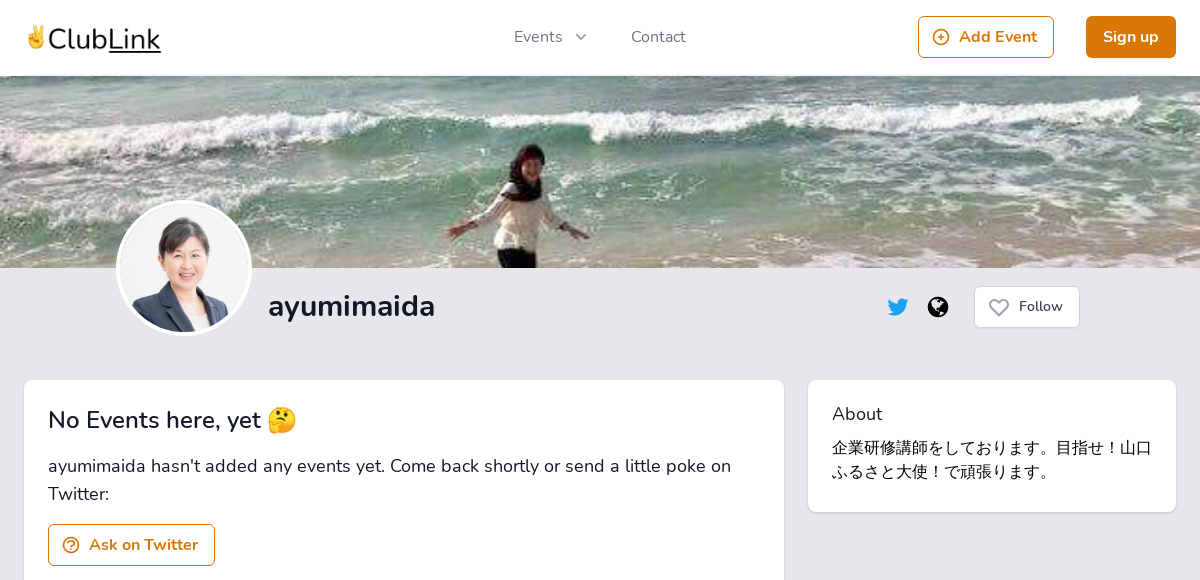 ✌ClubLink
Events
Contact
Add Event
Sign up
ayumimaida
Follow
No Events here, yet 🤔
ayumimaida hasn't added any events yet. Come back shortly or send a little poke on
Twitter:
Ask on Twitter
About
企業研修講師をしております。目指せ！山口
ふるさと大使！で頑張ります。